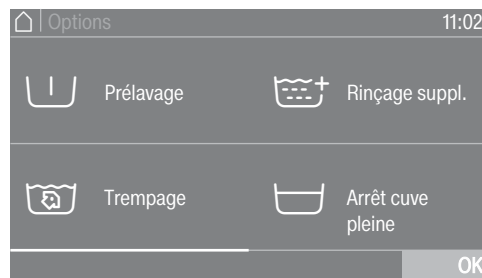 Options
11:02
Prélavage
Rinçage suppl.
Trempage
Arrêt cuve
pleine
OK